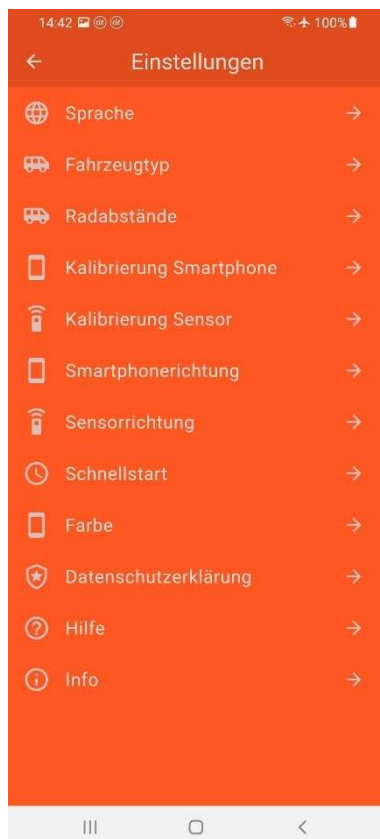 14:42 100%
Einstellungen
Sprache
Fahrzeugtyp
Radabstände
Kalibrierung Smartphone
Kalibrierung Sensor
Smartphonerichtung
Sensorrichtung
Schnellstart
Farbe
Datenschutzerklärung
Hilfe
Info